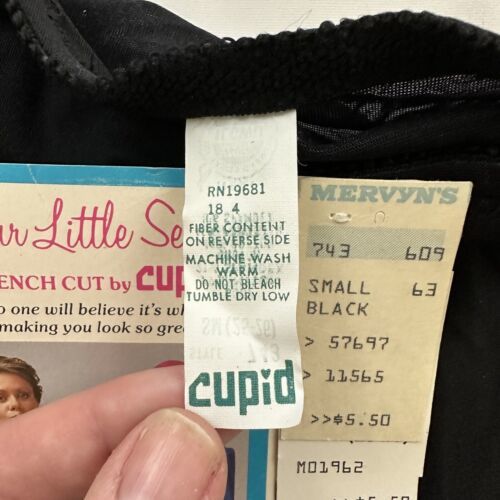 RN19681
18 4
FIBER CONTENT
ON REVERSE SIDE
MACHINE WASH
WARM
DO NOT BLEACH
TUMBLE DRY LOW
cupid
Little
ENCH CUT by cup
one will believe it's
making you look so
MERVYN'S
743 609
SMALL 63
BLACK
> 57697
> 11565
>>$5.50
M01962